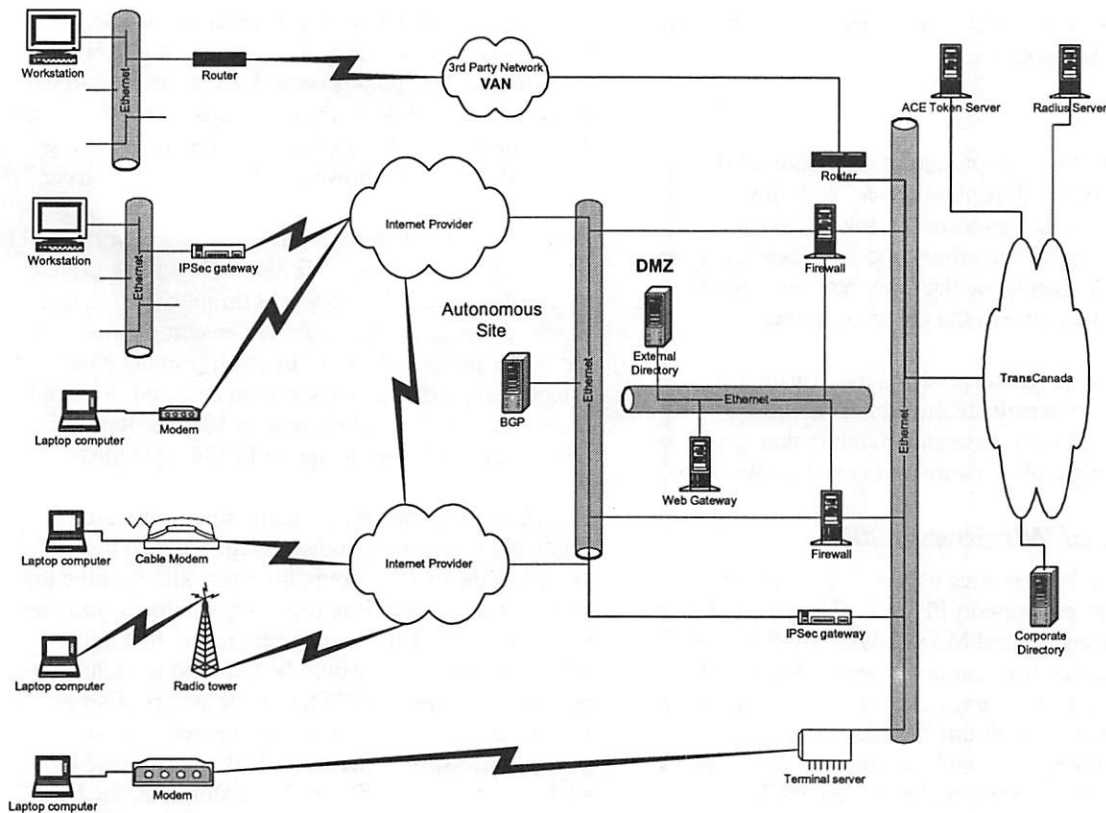 Workstation
Ethernet
Router
3rd Party Network
VAN
ACE Token Server
Radius Server
Router
Workstation
Ethernet
IPSec gateway
Internet Provider
Firewall
DMZ
Autonomous
Site
External
Directory
BGP
Ethernet
Ethernet
Ethernet
TransCanada
Laptop computer
Modem
Web Gateway
Firewall
Laptop computer
Cable Modem
Internet Provider
IPSec gateway
Corporate
Directory
Laptop computer
Radio tower
Terminal server
Laptop computer
Modem